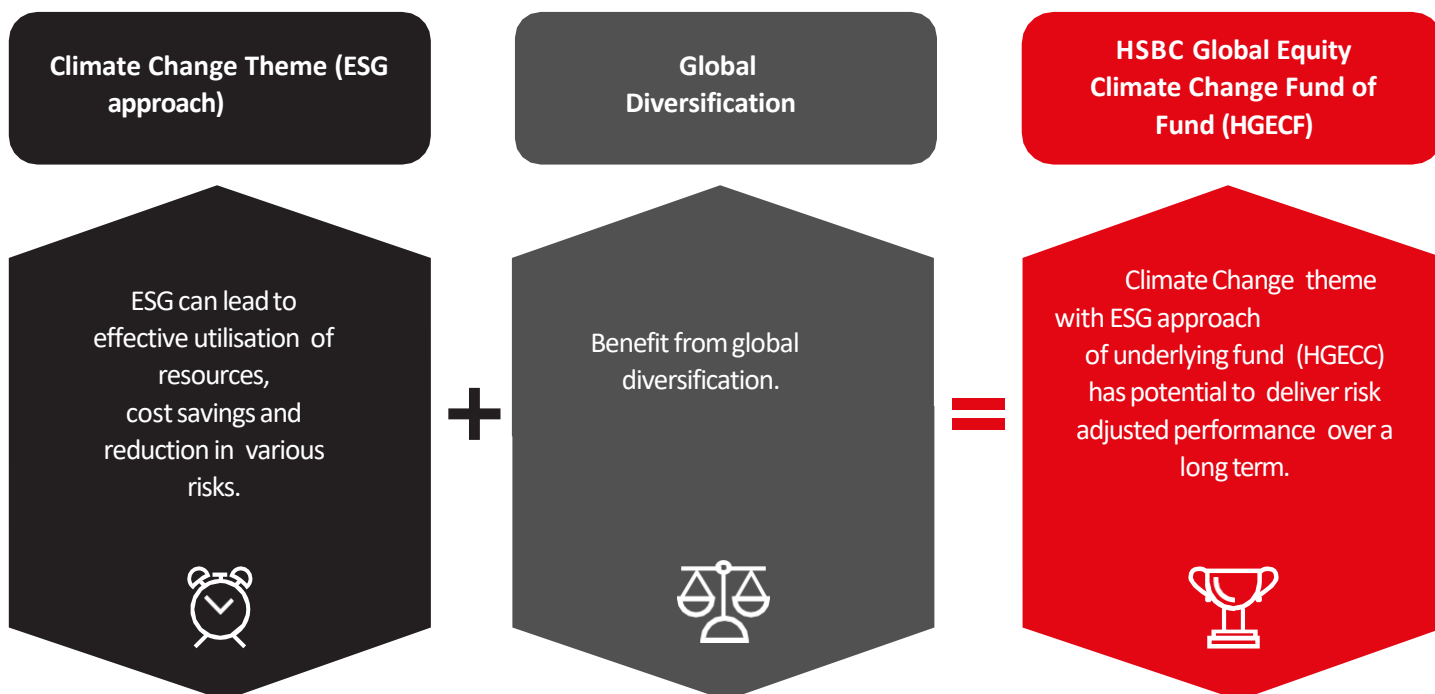 Climate Change Theme (ESG
approach)
Global
Diversification
HSBC Global Equity
Climate Change Fund of
Fund (HGECF)
ESG can lead to
effective utilisation of
resources,
cost savings and
reduction in various
risks.
Benefit from global
diversification.
Climate Change theme
with ESG approach
of underlying fund (HGECC)
has potential to deliver risk
adjusted performance over a
long term.